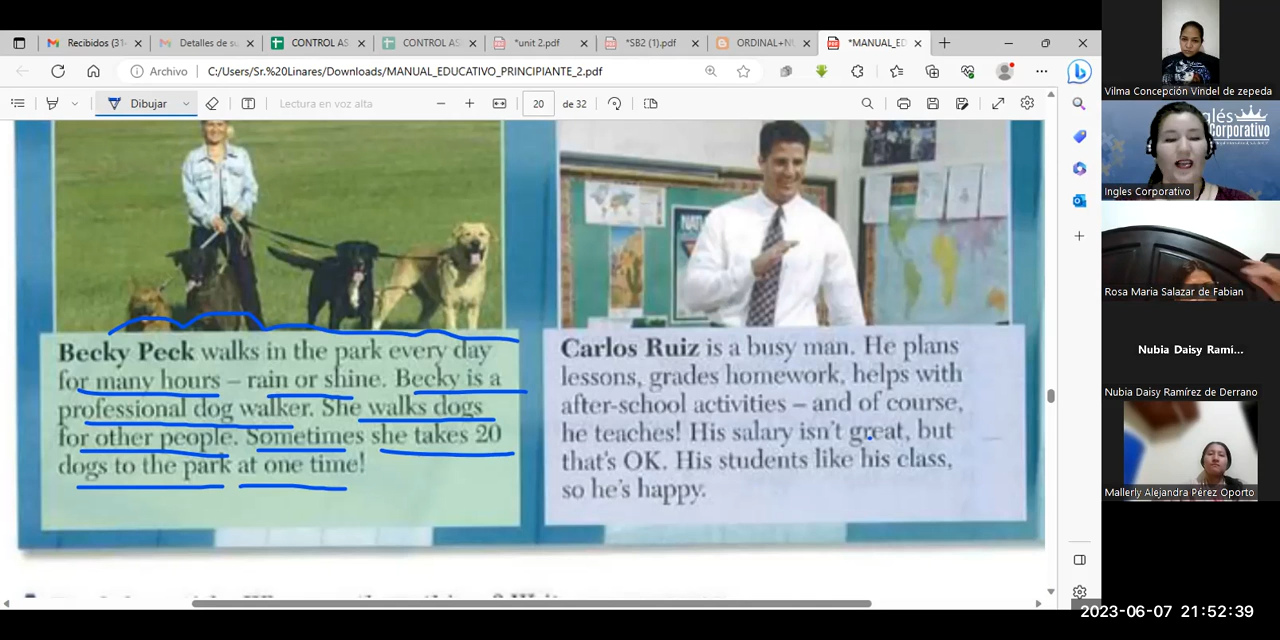 Recibidos (31-
Detalles de su
CONTROL AS
CONTROL AS
*unit 2.pdf
*SB2 (1).pdf
ORDINAL+N
*MANUAL_ED
Archivo
C:/Users/Sr.%20Linares/Downloads/MANUAL_EDUCATIVO_PRINCIPIANTE_2.pdf
Dibujar
Lectura en voz alta
20
de 32
Becky Peck walks in the park every day
for many hours – rain or shine. Becky is a
professional dog walker. She walks dogs
for other people. Sometimes she takes 20
dogs to the park at one time!
Carlos Ruiz is a busy man. He plans
lessons, grades homework, helps with
after-school activities – and of course,
he teaches! His salary isn't great, but
that's OK. His students like his class,
so he's happy.
Vilma Concepción Vindel de zepeda
Corporativo
Ingles Corporativo
Rosa Maria Salazar de Fabian
Nubia Daisy Rami...
Nubia Daisy Ramírez de Derrano
Mallerly Alejandra Pérez Oporto
2023-06-07 21:52:39